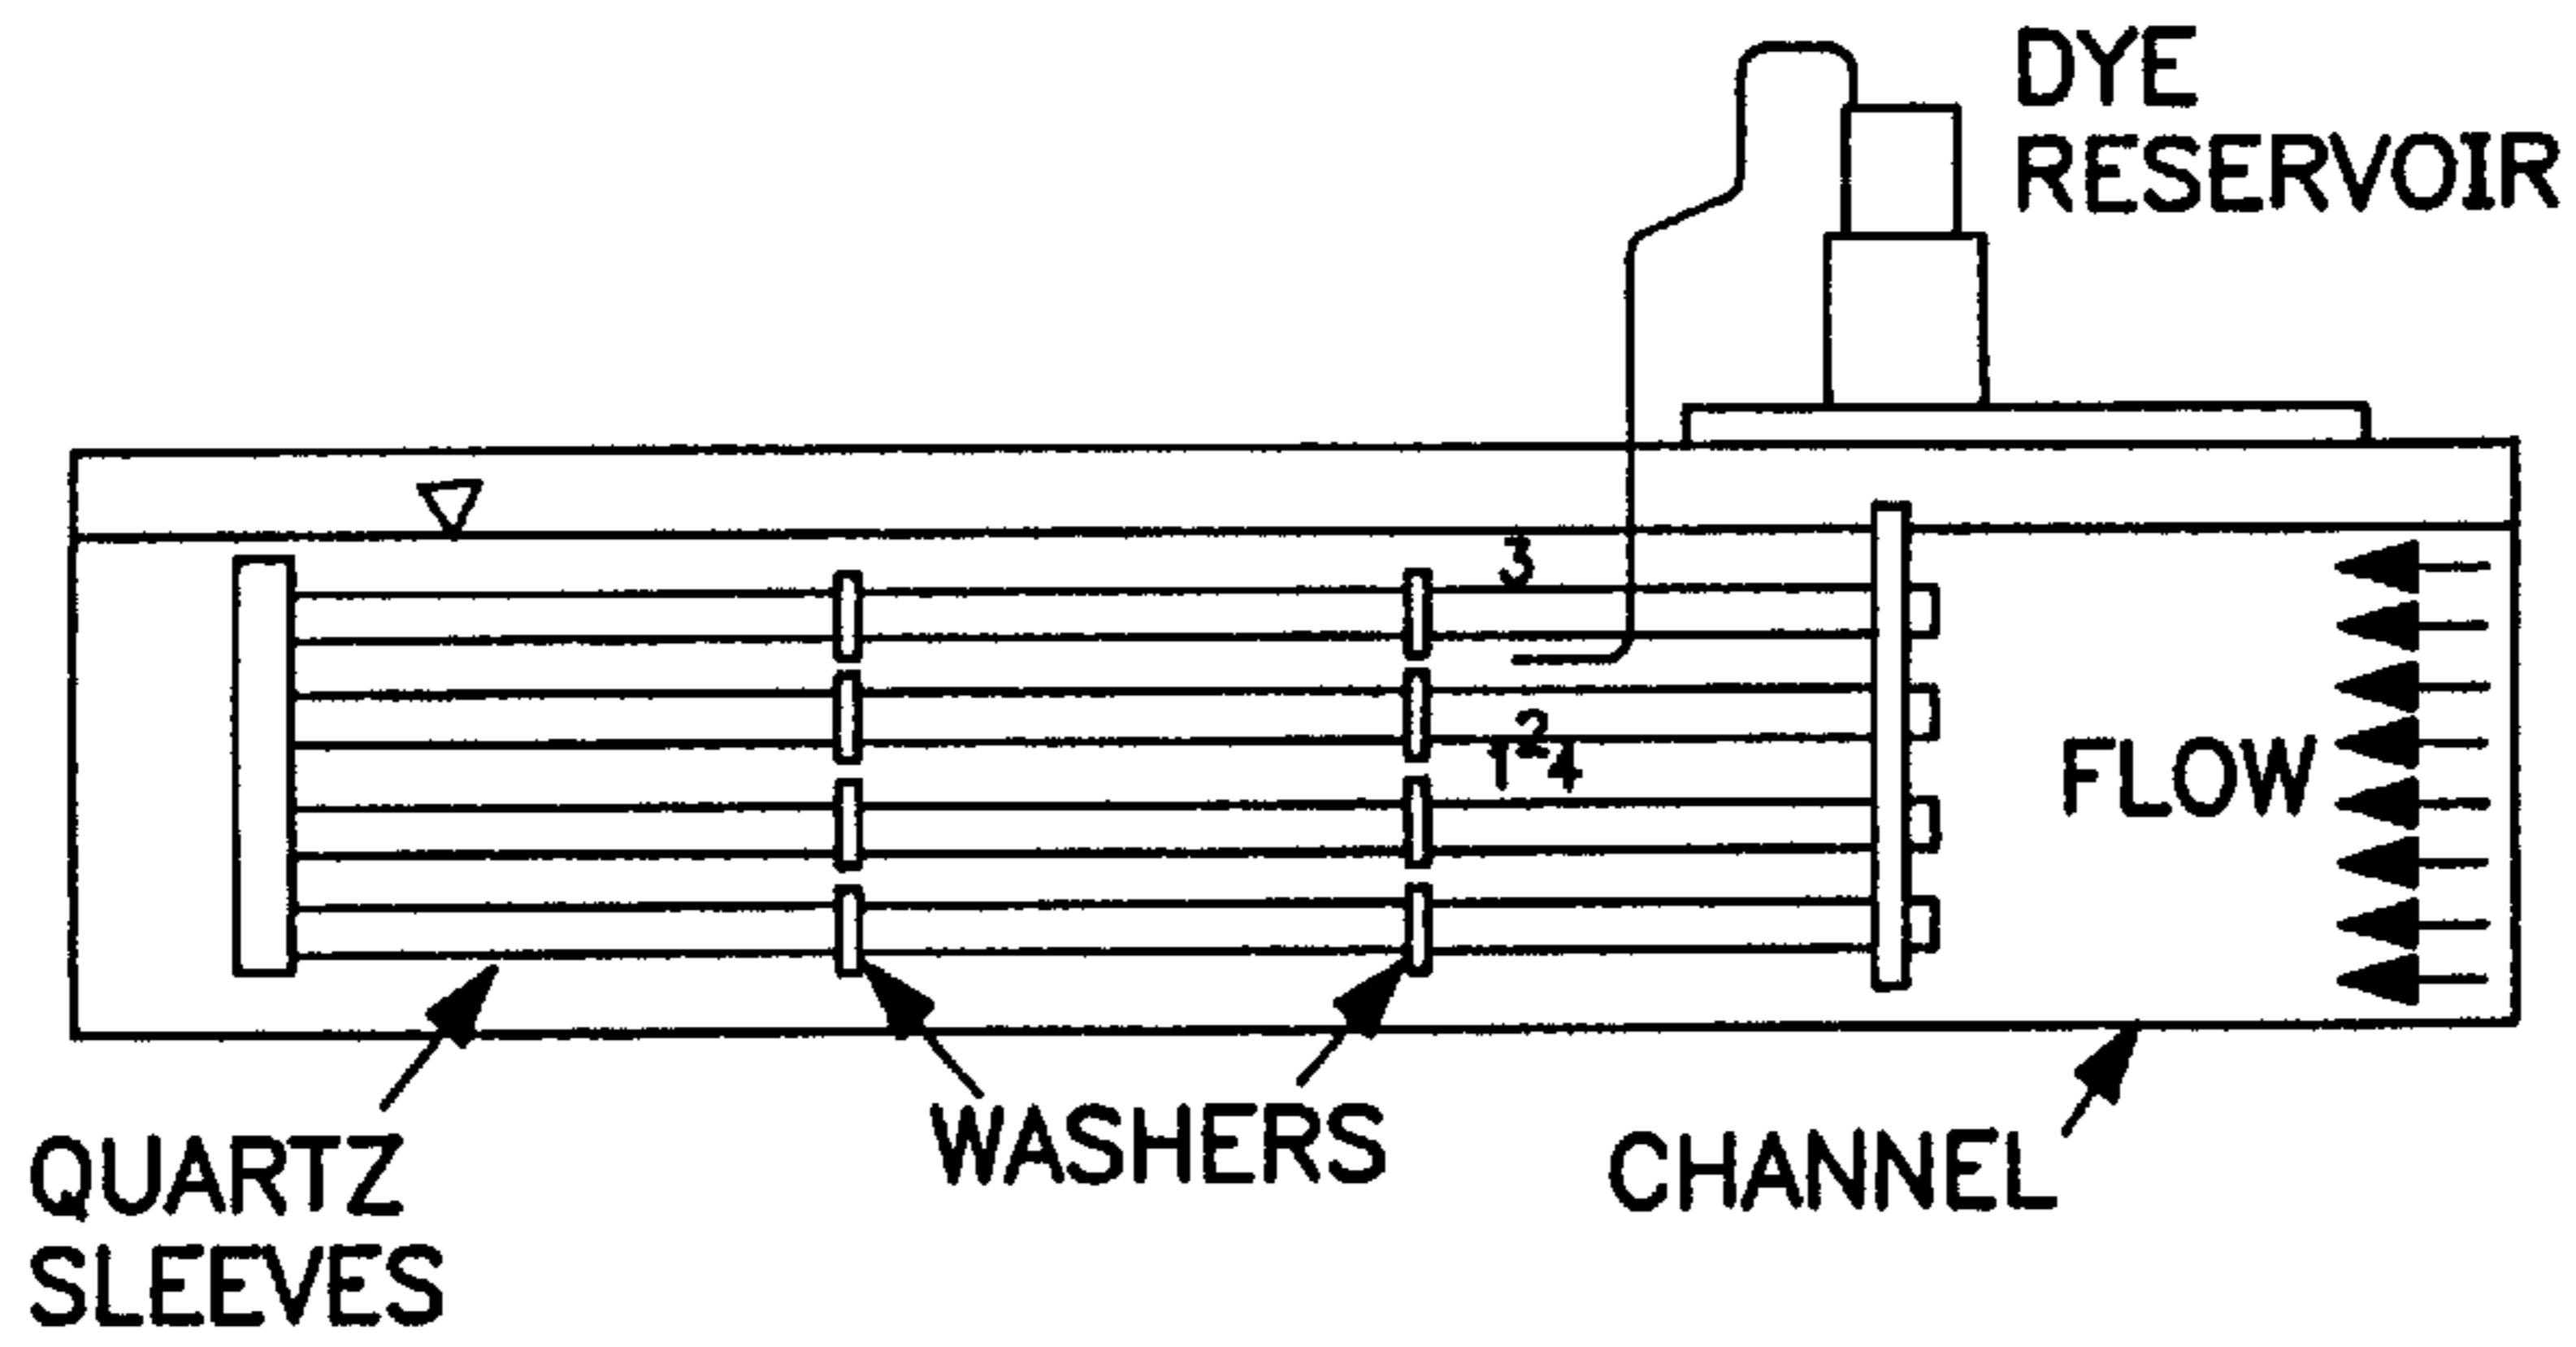 DYE
RESERVOIR
3
2
1 4
FLOW
WASHERS
CHANNEL
QUARTZ
SLEEVES